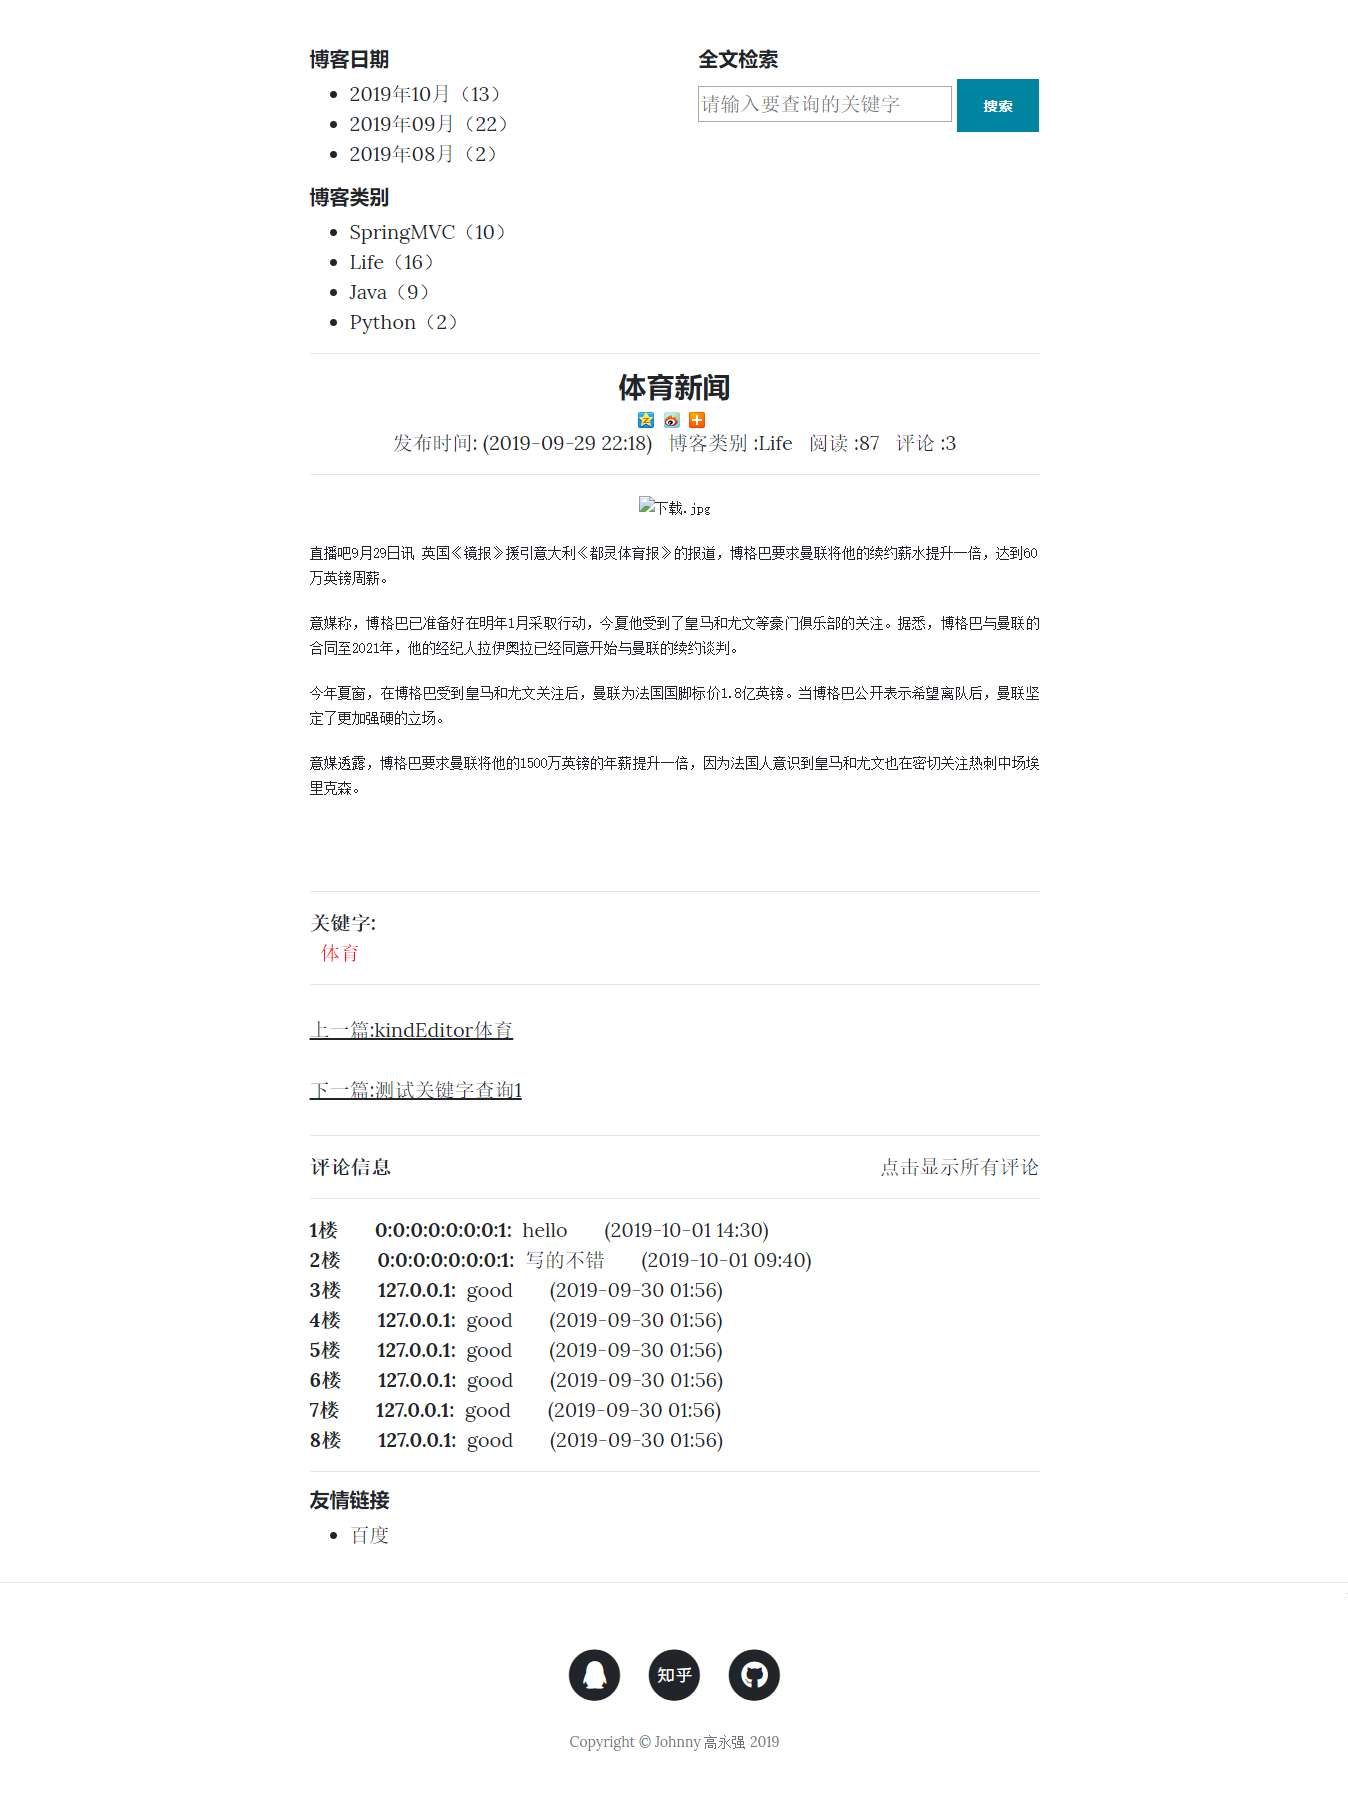 博客日期
2019年10月（13）
2019年09月（22）
2019年08月（2）
博客类别
SpringMVC（10）
Life（16）
Java（9）
Python（2）
全文检索
请输入要查询的关键字
搜索
体育新闻
发布时间: (2019-09-29 22:18) 博客类别 :Life 阅读 :87 评论 :3
下载.jpg
直播吧9月29日讯 英国《镜报》援引意大利《都灵体育报》的报道，博格巴要求曼联将他的续约薪水提升一倍，达到60
万英镑周薪。
意媒称，博格巴已准备好在明年1月采取行动，今夏他受到了皇马和尤文等豪门俱乐部的关注。据悉，博格巴与曼联的
合同至2021年，他的经纪人拉伊奥拉已经同意开始与曼联的续约谈判。
今年夏窗，在博格巴受到皇马和尤文关注后，曼联为法国国脚标价1.8亿英镑。当博格巴公开表示希望离队后，曼联坚
定了更加强硬的立场。
意媒透露，博格巴要求曼联将他的1500万英镑的年薪提升一倍，因为法国人意识到皇马和尤文也在密切关注热刺中场埃
里克森。
关键字:
体育
上一篇:kindEditor体育
下一篇:测试关键字查询1
评论信息 点击显示所有评论
1楼 0:0:0:0:0:0:0:1: hello (2019-10-01 14:30)
2楼 0:0:0:0:0:0:0:1: 写的不错 (2019-10-01 09:40)
3楼 127.0.0.1: good (2019-09-30 01:56)
4楼 127.0.0.1: good (2019-09-30 01:56)
5楼 127.0.0.1: good (2019-09-30 01:56)
6楼 127.0.0.1: good (2019-09-30 01:56)
7楼 127.0.0.1: good (2019-09-30 01:56)
8楼 127.0.0.1: good (2019-09-30 01:56)
友情链接
百度
知乎
Copyright © Johnny 高永强 2019